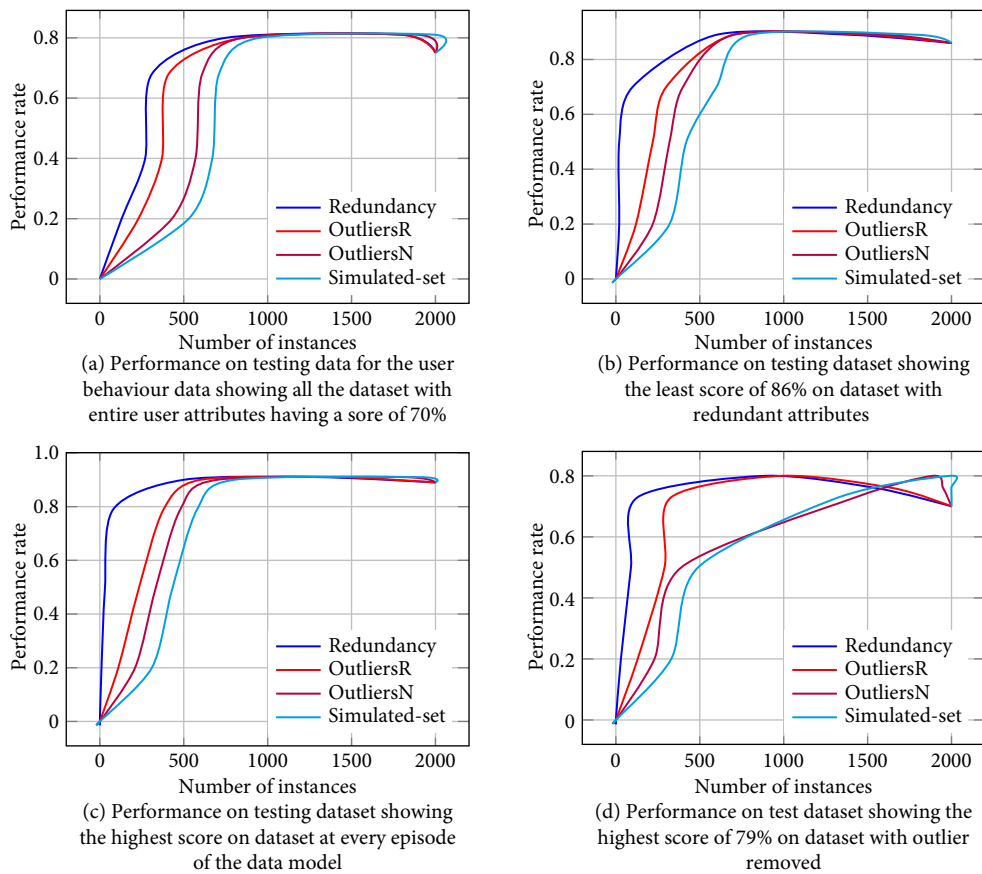 Performance rate
0.8
0.6
0.4
0.2
0
Redundancy
OutliersR
OutliersN
Simulated-set
0 500 1000 1500 2000
Number of instances
(a) Performance on testing data for the user
behaviour data showing all the dataset with
entire user attributes having a sore of 70%
Performance rate
0.8
0.6
0.4
0.2
0
Redundancy
OutliersR
OutliersN
Simulated-set
0 500 1000 1500 2000
Number of instances
(b) Performance on testing dataset showing
the least score of 86% on dataset with
redundant attributes
Performance rate
1.0
0.8
0.6
0.4
0.2
0
Redundancy
OutliersR
OutliersN
Simulated-set
0 500 1000 1500 2000
Number of instances
(c) Performance on testing dataset showing
the highest score on dataset at every episode
of the data model
Performance rate
0.8
0.6
0.4
0.2
0
Redundancy
OutliersR
OutliersN
Simulated-set
0 500 1000 1500 2000
Number of instances
(d) Performance on test dataset showing the
highest score of 79% on dataset with outlier
removed